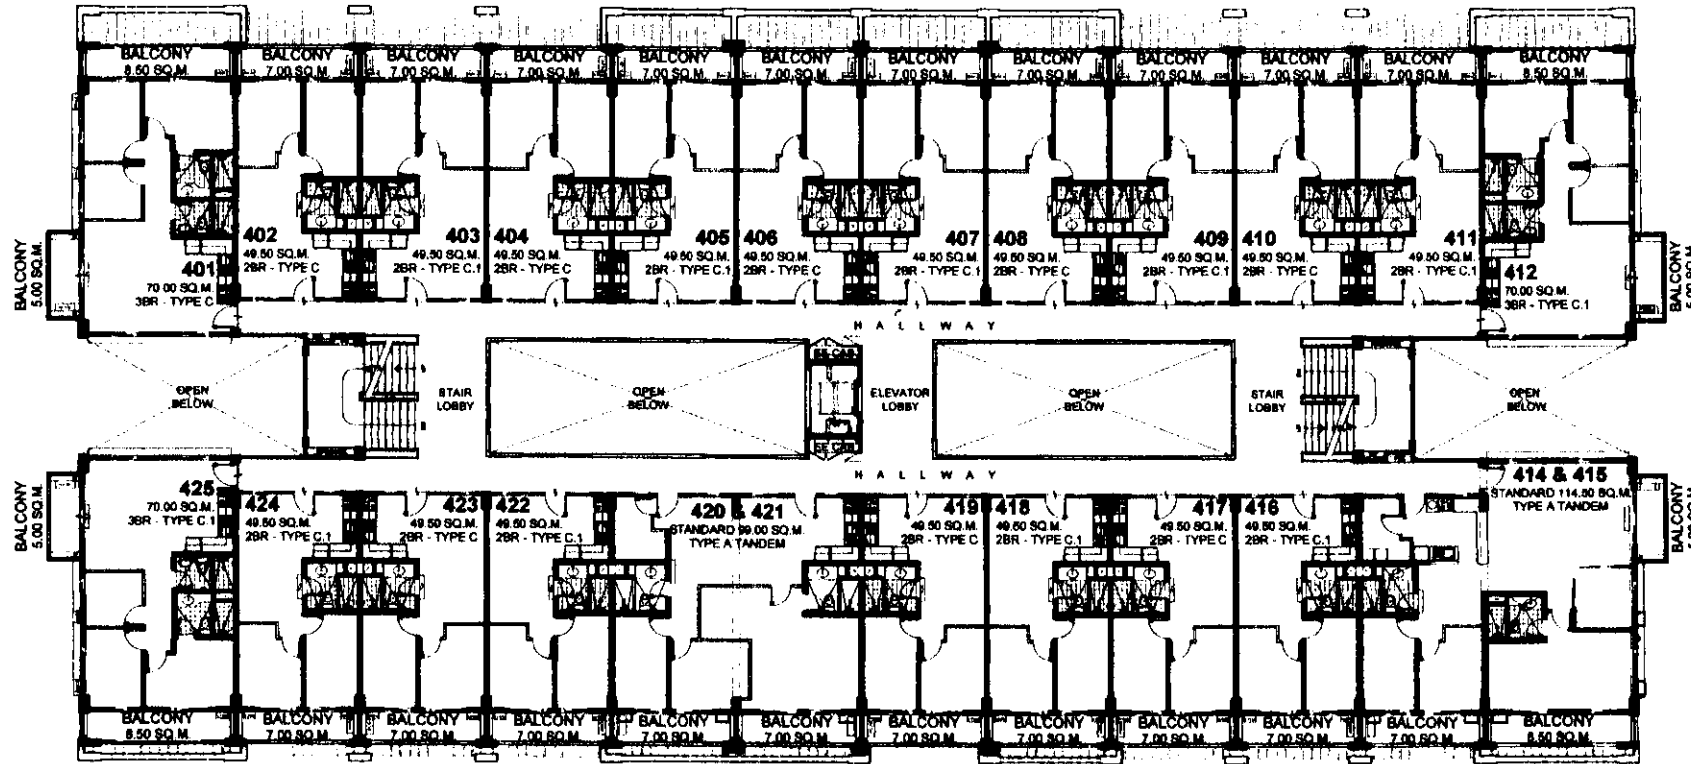 BALCONY BALCONY BALCONY BALCONY BALCONY BALCONY BALCONY BALCONY BALCONY BALCONY BALCONY
8.50 SQ.M. 7.00 SQ.M. 7.00 SQ.M. 7.00 SQ.M. 7.00 SQ.M. 7.00 SQ.M. 7.00 SQ.M. 7.00 SQ.M. 7.00 SQ.M. 7.00 SQ.M. 8.50 SQ.M.
BALCONY
5.00 SQ.M.
401
70.00 SQ.M.
3BR - TYPE C
402
49.50 SQ.M.
2BR - TYPE C
403
49.50 SQ.M.
2BR - TYPE C.1
404
49.50 SQ.M.
2BR - TYPE C
405
49.50 SQ.M.
2BR - TYPE C.1
406
49.50 SQ.M.
2BR - TYPE C
407
49.50 SQ.M.
2BR - TYPE C.1
408
49.50 SQ.M.
2BR - TYPE C
409
49.50 SQ.M.
2BR - TYPE C.1
410
49.50 SQ.M.
2BR - TYPE C
411
49.50 SQ.M.
2BR - TYPE C.1
412
70.00 SQ.M.
3BR - TYPE C.1
BALCONY
5.00 SQ.M.
HALLWAY
OPEN
BELOW
STAIR
LOBBY
OPEN
BELOW
EE CAB.
EE CAB.
ELEVATOR
LOBBY
OPEN
BELOW
STAIR
LOBBY
OPEN
BELOW
HALLWAY
BALCONY
5.00 SQ.M.
425
70.00 SQ.M.
3BR - TYPE C.1
424
49.50 SQ.M.
2BR - TYPE C.1
423
49.50 SQ.M.
2BR - TYPE C
422
49.50 SQ.M.
2BR - TYPE C.1
420 & 421
STANDARD 99.00 SQ.M.
TYPE A TANDEM
419
49.50 SQ.M.
2BR - TYPE C
418
49.50 SQ.M.
2BR - TYPE C.1
417
49.50 SQ.M.
2BR - TYPE C
416
49.50 SQ.M.
2BR - TYPE C.1
414 & 415
STANDARD 114.50 SQ.M.
TYPE A TANDEM
BALCONY
BALCONY BALCONY BALCONY BALCONY BALCONY BALCONY BALCONY BALCONY BALCONY BALCONY BALCONY
8.50 SQ.M. 7.00 SQ.M. 7.00 SQ.M. 7.00 SQ.M. 7.00 SQ.M. 7.00 SQ.M. 7.00 SQ.M. 7.00 SQ.M. 7.00 SQ.M. 7.00 SQ.M. 8.50 SQ.M.